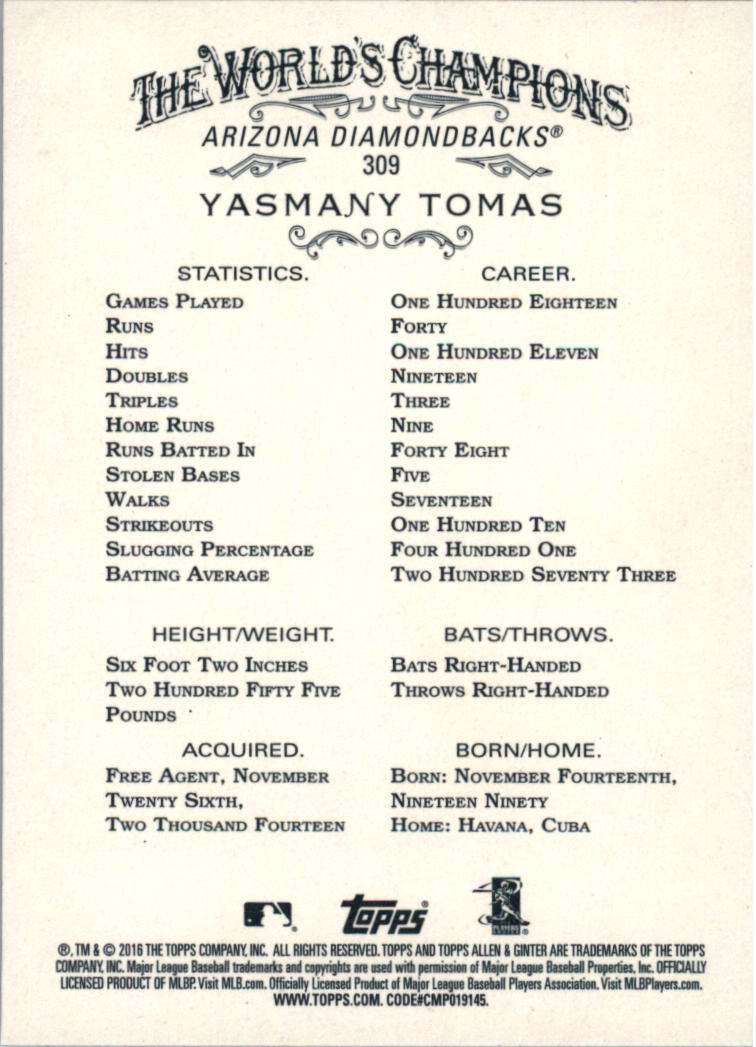 THE WORLD'S CHAMPIONS
ARIZONA DIAMONDBACKS®
309
YASMANY TOMAS
STATISTICS. CAREER.
GAMES PLAYED ONE HUNDRED EIGHTEEN
RUNS FORTY
HITS ONE HUNDRED ELEVEN
DOUBLES NINETEEN
TRIPLES THREE
HOME RUNS NINE
RUNS BATTED IN FORTY EIGHT
STOLEN BASES FIVE
WALKS SEVENTEEN
STRIKEOUTS ONE HUNDRED TEN
SLUGGING PERCENTAGE FOUR HUNDRED ONE
BATTING AVERAGE TWO HUNDRED SEVENTY THREE
HEIGHT/WEIGHT.
SIX FOOT TWO INCHES
TWO HUNDRED FIFTY FIVE
POUNDS
BATS/THROWS.
BATS RIGHT-HANDED
THROWS RIGHT-HANDED
ACQUIRED.
FREE AGENT, NOVEMBER
TWENTY SIXTH,
TWO THOUSAND FOURTEEN
BORN/HOME.
BORN: NOVEMBER FOURTEENTH,
NINETEEN NINETY
HOME: HAVANA, CUBA
Topps®
®, TM & © 2016 THE TOPPS COMPANY, INC. ALL RIGHTS RESERVED. TOPPS AND TOPPS ALLEN & GINTER ARE TRADEMARKS OF THE TOPPS
COMPANY, INC. Major League Baseball trademarks and copyrights are used with permission of Major League Baseball Properties, Inc. OFFICIALLY
LICENSED PRODUCT OF MLBP. Visit MLB.com. Officially Licensed Product of Major League Baseball Players Association. Visit MLBPlayers.com.
WWW.TOPPS.COM. CODE#CMP019145.